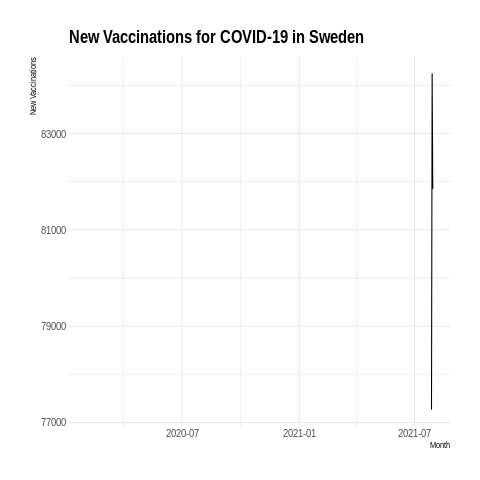 New Vaccinations for COVID-19 in Sweden
New Vaccinations
83000
81000
79000
77000
2020-07 2021-01 2021-07
Month